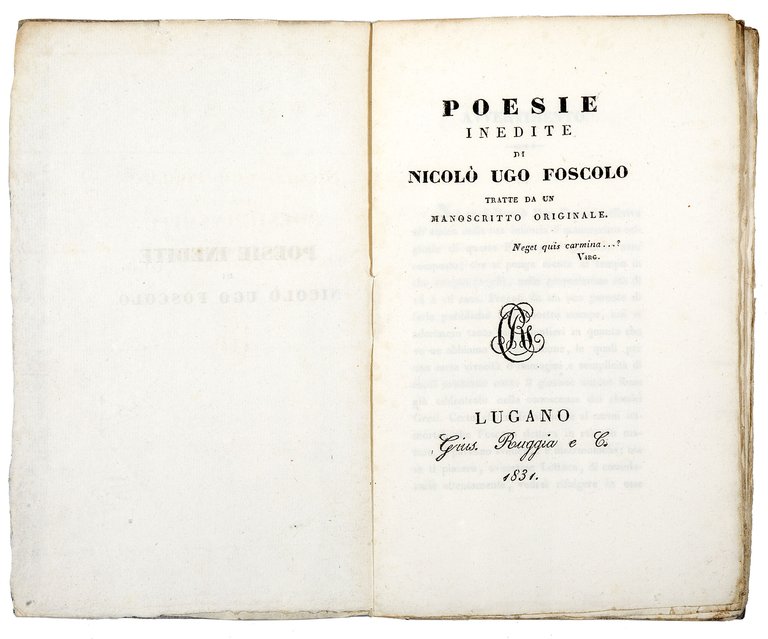 POESIE
INEDITE
DI
NICOLÒ UGO FOSCOLO
TRATTE DA UN
MANOSCRITTO ORIGINALE.
Neget quis carmina...?
VIRG.
LUGANO
Gius. Ruggia e C.
1831.